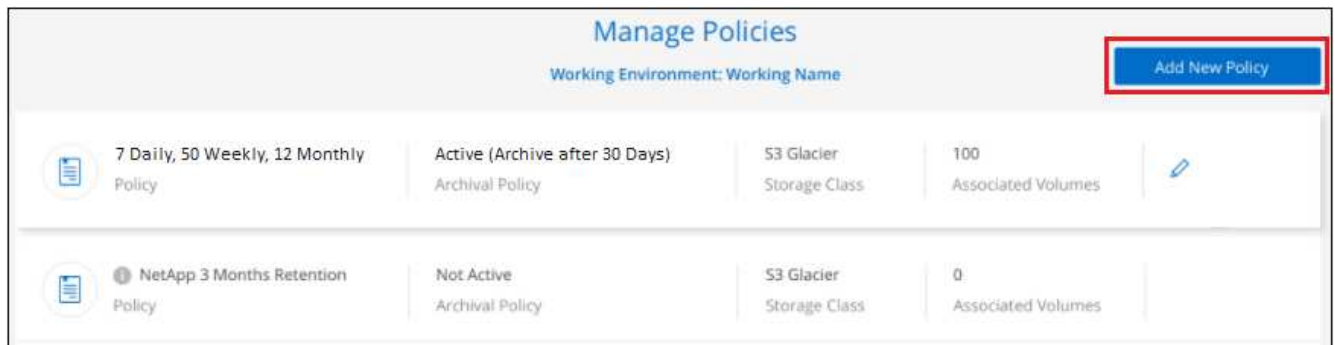 Manage Policies
Working Environment: Working Name
Add New Policy
7 Daily, 50 Weekly, 12 Monthly
Policy
Active (Archive after 30 Days)
Archival Policy
S3 Glacier
Storage Class
100
Associated Volumes
NetApp 3 Months Retention
Policy
Not Active
Archival Policy
S3 Glacier
Storage Class
0
Associated Volumes